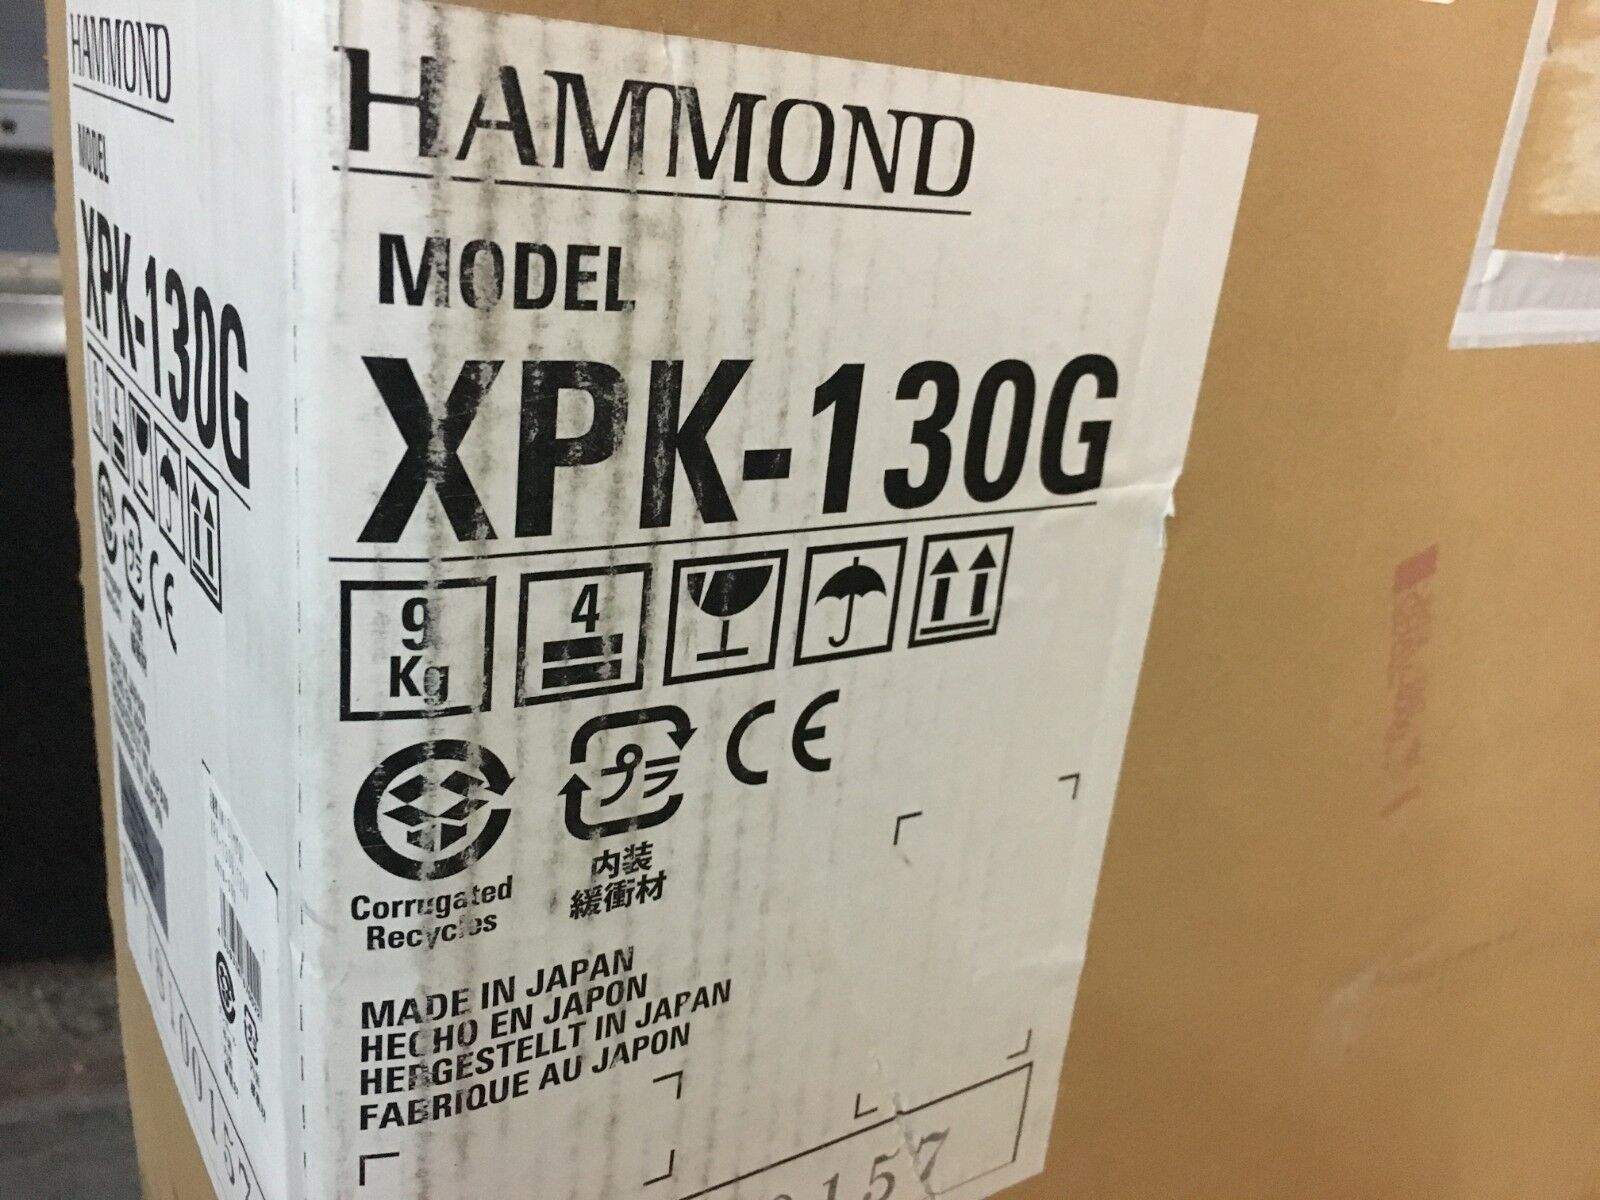 HAMMOND
MODEL
XPK-130G
9
Kg
4
CE
プラ
Corrugated
Recycles
内装
緩衝材
MADE IN JAPAN
HECHO EN JAPON
HERGESTELLT IN JAPAN
FABRIQUE AU JAPON
HAMMOND
MODEL
XPK-130G
CE